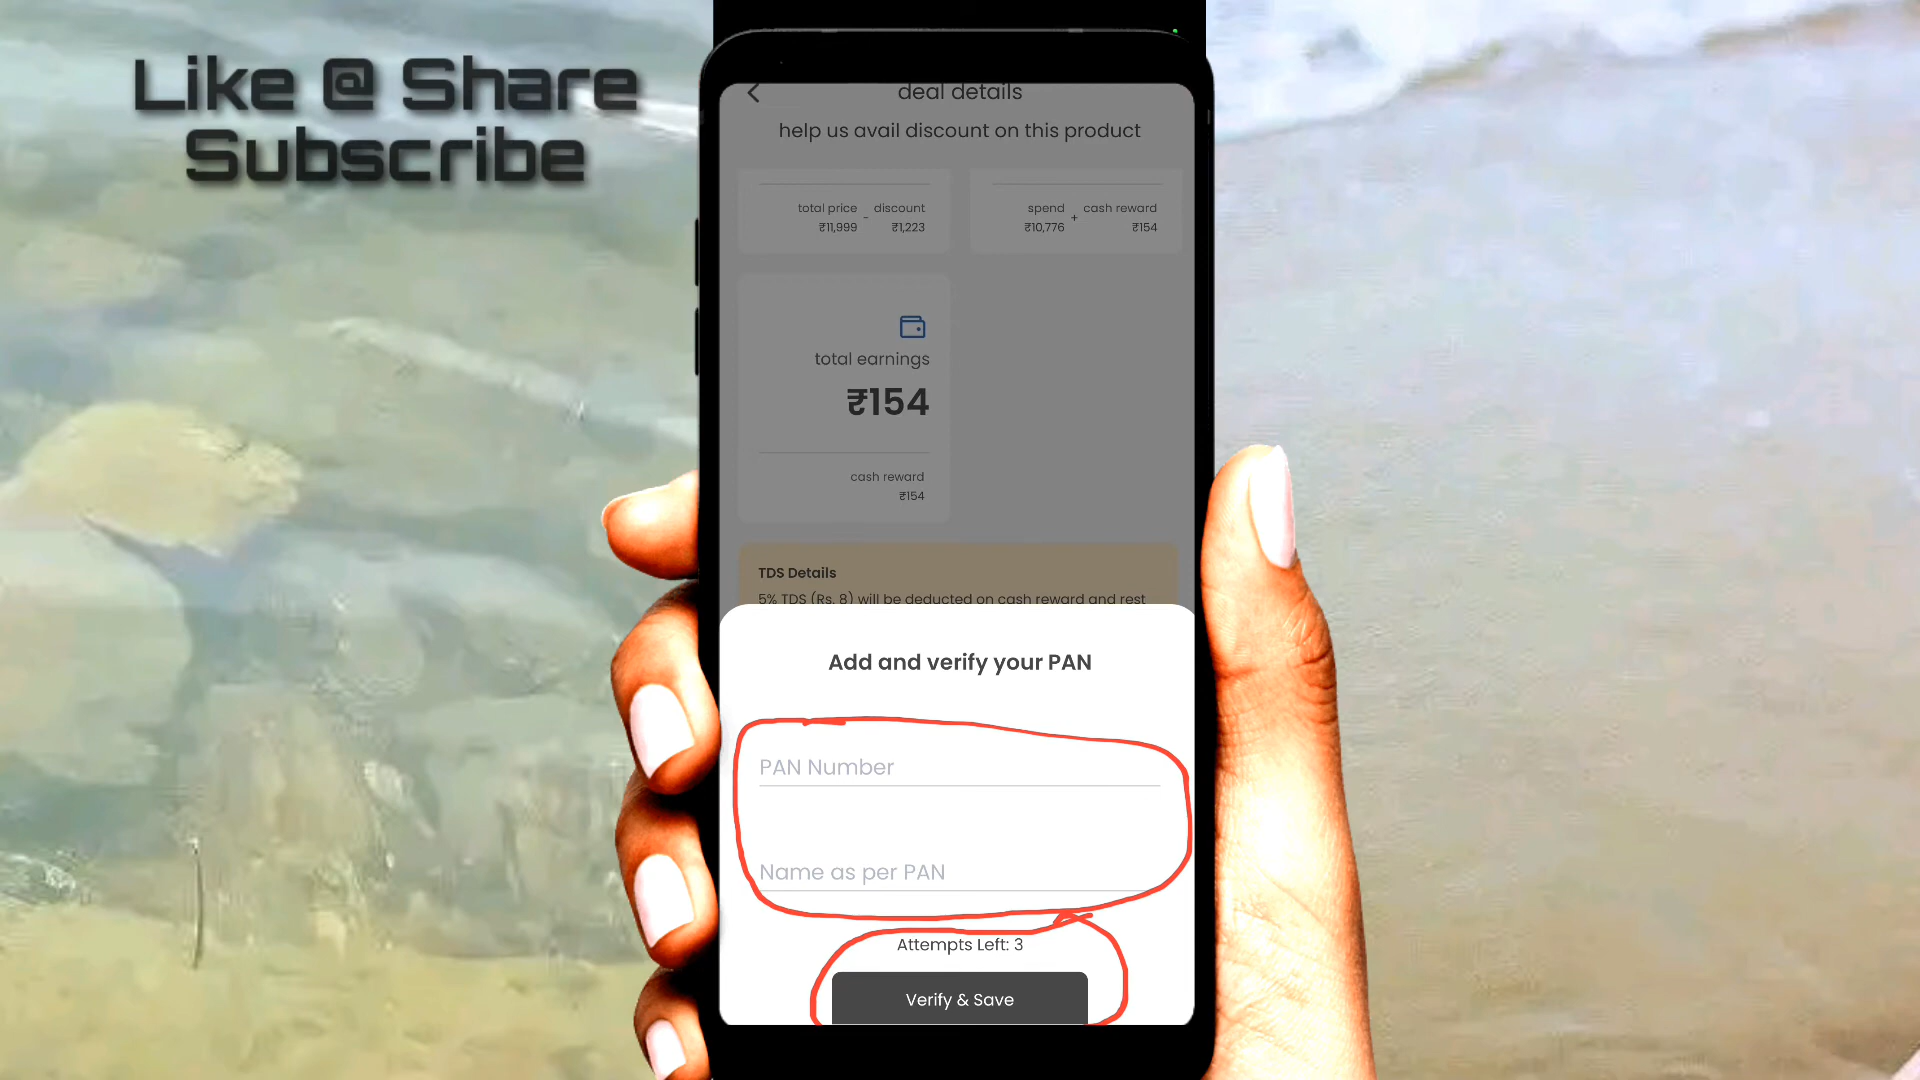 Like @ Share
Subscribe
deal details
help us avail discount on this product
total price - discount
₹11,999 ₹1,223
spend + cash reward
₹10,776 ₹154
total earnings
₹154
cash reward
₹154
TDS Details
5% TDS (Rs. 8) will be deducted on cash reward and rest
Add and verify your PAN
PAN Number
Name as per PAN
Attempts Left: 3
Verify & Save